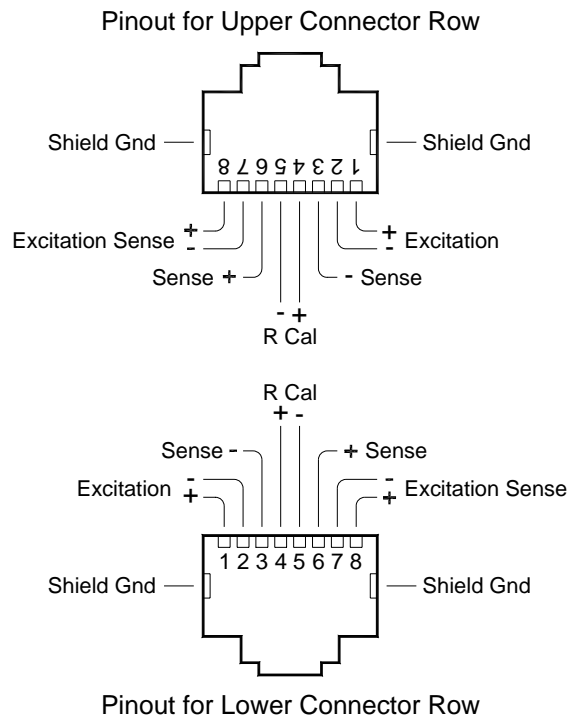 Pinout for Upper Connector Row
Shield Gnd Shield Gnd
8 7 6 5 4 3 2 1
+ +
Excitation Sense - - Excitation
Sense + - Sense
- +
R Cal
R Cal
+ -
Sense - + Sense
- -
Excitation Excitation Sense
+ +
1 2 3 4 5 6 7 8
Shield Gnd Shield Gnd
Pinout for Lower Connector Row